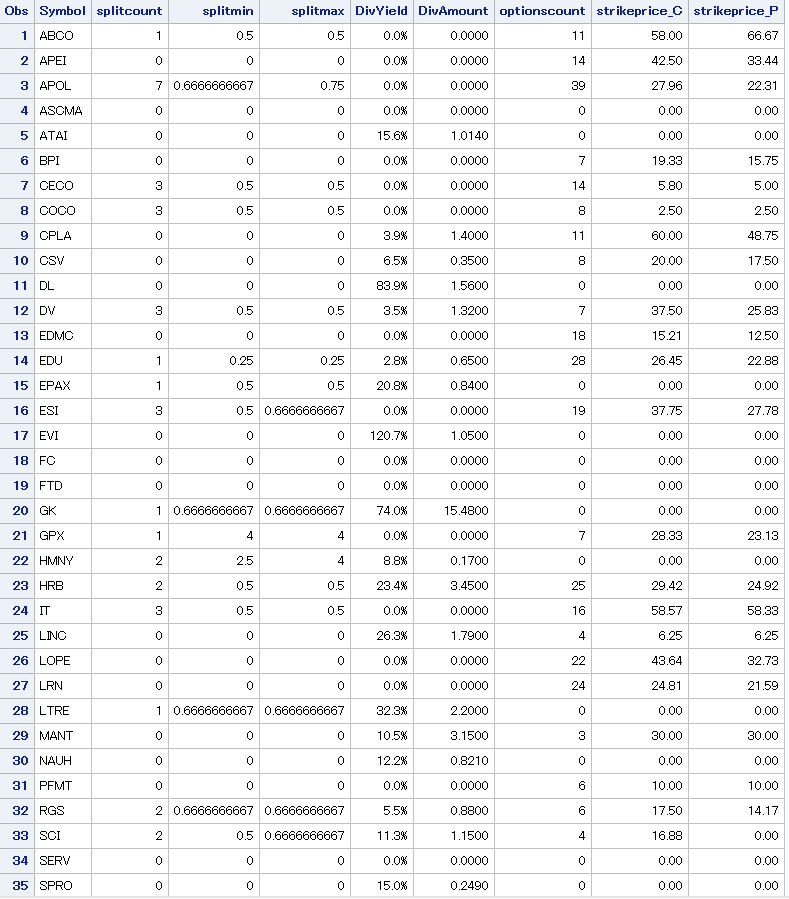 Obs Symbol splitcount splitmin splitmax DivYield DivAmount optionscount strikeprice_C strikeprice_P
1 ABCO 1 0.5 0.5 0.0% 0.0000 11 58.00 66.67
2 APEI 0 0 0 0.0% 0.0000 14 42.50 33.44
3 APOL 7 0.6666666667 0.75 0.0% 0.0000 39 27.96 22.31
4 ASCMA 0 0 0 0.0% 0.0000 0 0.00 0.00
5 ATAI 0 0 0 15.6% 1.0140 0 0.00 0.00
6 BPI 0 0 0 0.0% 0.0000 7 19.33 15.75
7 CECO 3 0.5 0.5 0.0% 0.0000 14 5.80 5.00
8 COCO 3 0.5 0.5 0.0% 0.0000 8 2.50 2.50
9 CPLA 0 0 0 3.9% 1.4000 11 60.00 48.75
10 CSV 0 0 0 6.5% 0.3500 8 20.00 17.50
11 DL 0 0 0 83.9% 1.5600 0 0.00 0.00
12 DV 3 0.5 0.5 3.5% 1.3200 7 37.50 25.83
13 EDMC 0 0 0 0.0% 0.0000 18 15.21 12.50
14 EDU 1 0.25 0.25 2.8% 0.6500 28 26.45 22.88
15 EPAX 1 0.5 0.5 20.8% 0.8400 0 0.00 0.00
16 ESI 3 0.5 0.6666666667 0.0% 0.0000 19 37.75 27.78
17 EVI 0 0 0 120.7% 1.0500 0 0.00 0.00
18 FC 0 0 0 0.0% 0.0000 0 0.00 0.00
19 FTD 0 0 0 0.0% 0.0000 0 0.00 0.00
20 GK 1 0.6666666667 0.6666666667 74.0% 15.4800 0 0.00 0.00
21 GPX 1 4 4 0.0% 0.0000 7 28.33 23.13
22 HMNY 2 2.5 4 8.8% 0.1700 0 0.00 0.00
23 HRB 2 0.5 0.5 23.4% 3.4500 25 29.42 24.92
24 IT 3 0.5 0.5 0.0% 0.0000 16 58.57 58.33
25 LINC 0 0 0 26.3% 1.7900 4 6.25 6.25
26 LOPE 0 0 0 0.0% 0.0000 22 43.64 32.73
27 LRN 0 0 0 0.0% 0.0000 24 24.81 21.59
28 LTRE 1 0.6666666667 0.6666666667 32.3% 2.2000 0 0.00 0.00
29 MANT 0 0 0 10.5% 3.1500 3 30.00 30.00
30 NAUH 0 0 0 12.2% 0.8210 0 0.00 0.00
31 PFMT 0 0 0 0.0% 0.0000 6 10.00 10.00
32 RGS 2 0.6666666667 0.6666666667 5.5% 0.8800 6 17.50 14.17
33 SCI 2 0.5 0.6666666667 11.3% 1.1500 4 16.88 0.00
34 SERV 0 0 0 0.0% 0.0000 0 0.00 0.00
35 SPRO 0 0 0 15.0% 0.2490 0 0.00 0.00